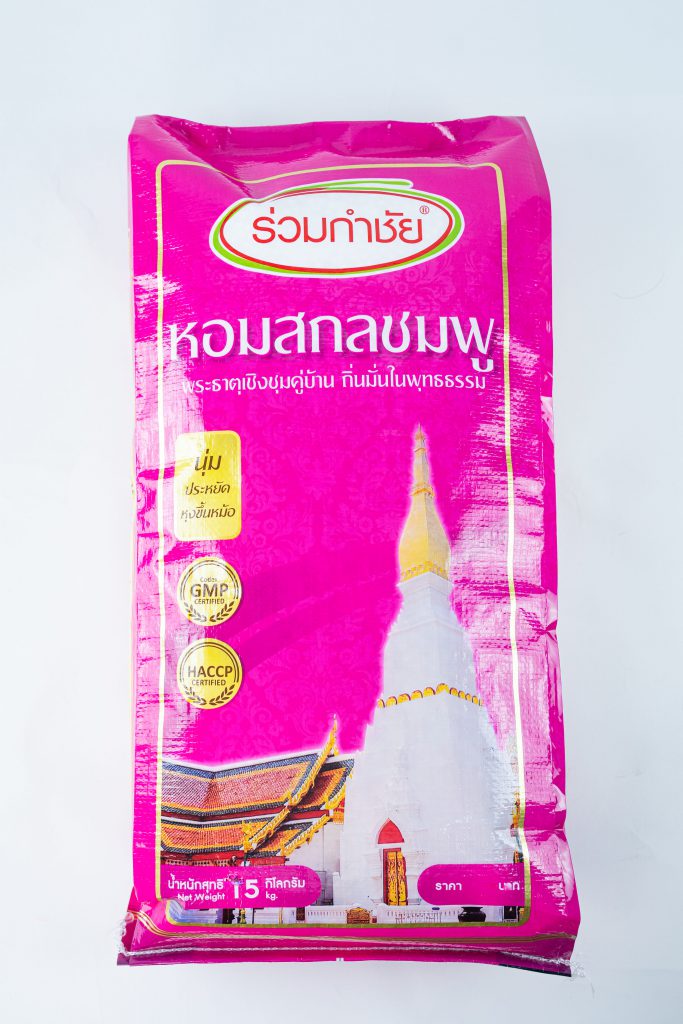 ร่วมกำชัย®
หอมสกลชมพู
พระธาตุเชิงชุมคู่บ้าน ถิ่นมั่นในพุทธธรรม
นุ่ม
ประหยัด
หุงขึ้นหม้อ
Codex
GMP
CERTIFIED
HACCP
CERTIFIED
น้ำหนักสุทธิ 15 กิโลกรัม
Net Weight kg.
ราคา บาท